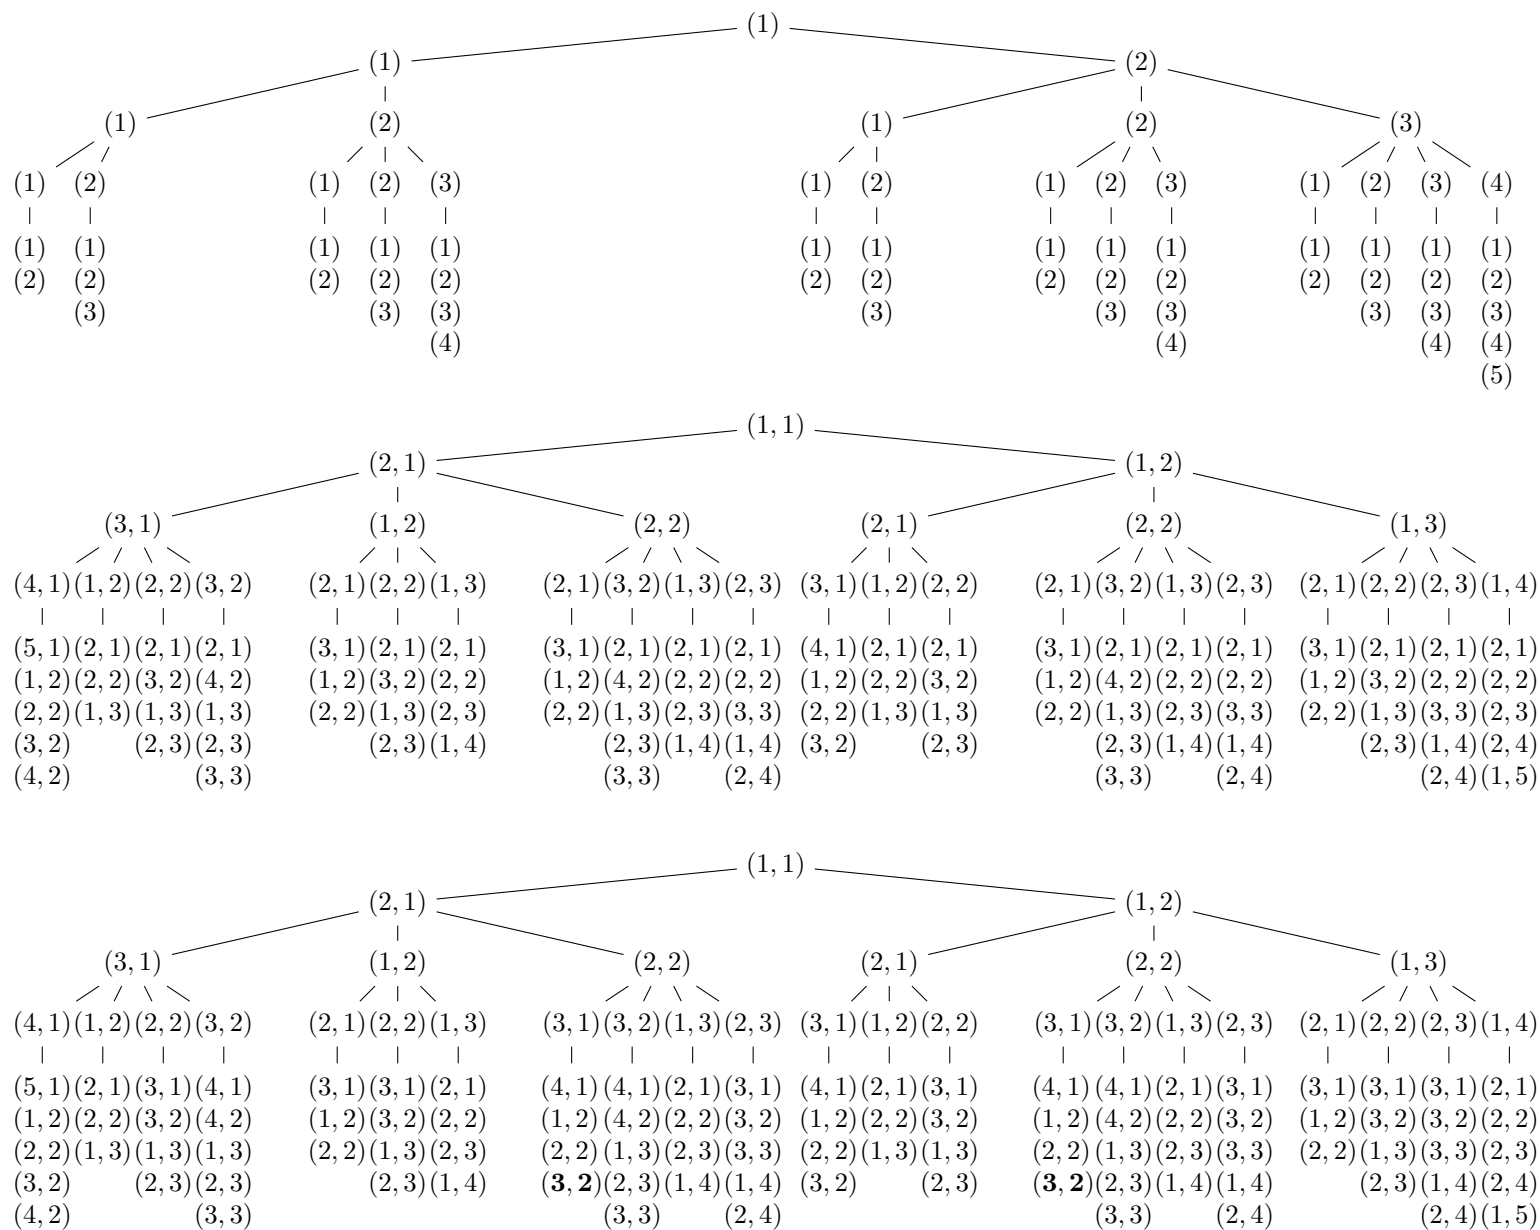 (1)
(1) (2)
(1) (2) (1) (2) (3)
(1) (2) (1) (2) (3) (1) (2) (1) (2) (3) (1) (2) (3) (4)
(1) (1) (1) (1) (1) (1) (1) (1) (1) (1) (1) (1) (1) (1)
(2) (2) (2) (2) (2) (2) (2) (2) (2) (2) (2) (2) (2) (2)
(3) (3) (3) (3) (3) (3) (3) (3) (3)
(4) (4) (4) (4)
(5)
(1, 1)
(2, 1) (1, 2)
(3, 1) (1, 2) (2, 2) (2, 1) (2, 2) (1, 3)
(4, 1) (1, 2) (2, 2) (3, 2) (2, 1) (2, 2) (1, 3) (2, 1) (3, 2) (1, 3) (2, 3) (3, 1) (1, 2) (2, 2) (2, 1) (3, 2) (1, 3) (2, 3) (2, 1) (2, 2) (2, 3) (1, 4)
(5, 1) (2, 1) (2, 1) (2, 1) (3, 1) (2, 1) (2, 1) (3, 1) (2, 1) (2, 1) (2, 1) (4, 1) (2, 1) (2, 1) (3, 1) (2, 1) (2, 1) (2, 1) (3, 1) (2, 1) (2, 1) (2, 1)
(1, 2) (2, 2) (3, 2) (4, 2) (1, 2) (3, 2) (2, 2) (1, 2) (4, 2) (2, 2) (2, 2) (1, 2) (2, 2) (3, 2) (1, 2) (4, 2) (2, 2) (2, 2) (1, 2) (3, 2) (2, 2) (2, 2)
(2, 2) (1, 3) (1, 3) (1, 3) (2, 2) (1, 3) (2, 3) (2, 2) (1, 3) (2, 3) (3, 3) (2, 2) (1, 3) (1, 3) (2, 2) (1, 3) (2, 3) (3, 3) (2, 2) (1, 3) (3, 3) (2, 3)
(3, 2) (2, 3) (2, 3) (2, 3) (1, 4) (2, 3) (1, 4) (1, 4) (3, 2) (2, 3) (2, 3) (1, 4) (1, 4) (2, 3) (1, 4) (2, 4)
(4, 2) (3, 3) (3, 3) (2, 4) (3, 3) (2, 4) (2, 4) (1, 5)
(1, 1)
(2, 1) (1, 2)
(3, 1) (1, 2) (2, 2) (2, 1) (2, 2) (1, 3)
(4, 1) (1, 2) (2, 2) (3, 2) (2, 1) (2, 2) (1, 3) (3, 1) (3, 2) (1, 3) (2, 3) (3, 1) (1, 2) (2, 2) (3, 1) (3, 2) (1, 3) (2, 3) (2, 1) (2, 2) (2, 3) (1, 4)
(5, 1) (2, 1) (3, 1) (4, 1) (3, 1) (3, 1) (2, 1) (4, 1) (4, 1) (2, 1) (3, 1) (4, 1) (2, 1) (3, 1) (4, 1) (4, 1) (2, 1) (3, 1) (3, 1) (3, 1) (3, 1) (2, 1)
(1, 2) (2, 2) (3, 2) (4, 2) (1, 2) (3, 2) (2, 2) (1, 2) (4, 2) (2, 2) (3, 2) (1, 2) (2, 2) (3, 2) (1, 2) (4, 2) (2, 2) (3, 2) (1, 2) (3, 2) (3, 2) (2, 2)
(2, 2) (1, 3) (1, 3) (1, 3) (2, 2) (1, 3) (2, 3) (2, 2) (1, 3) (2, 3) (3, 3) (2, 2) (1, 3) (1, 3) (2, 2) (1, 3) (2, 3) (3, 3) (2, 2) (1, 3) (3, 3) (2, 3)
(3, 2) (2, 3) (2, 3) (2, 3) (1, 4) (3, 2) (2, 3) (1, 4) (1, 4) (3, 2) (2, 3) (3, 2) (2, 3) (1, 4) (1, 4) (2, 3) (1, 4) (2, 4)
(4, 2) (3, 3) (3, 3) (2, 4) (3, 3) (2, 4) (2, 4) (1, 5)